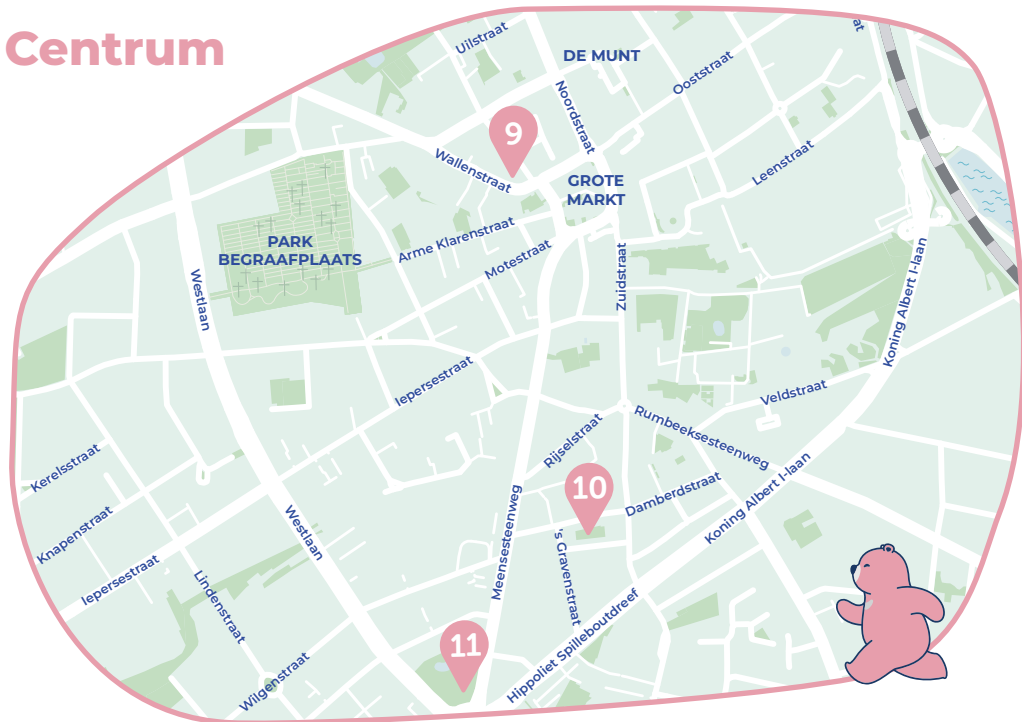 Centrum
Uilstraat
DE MUNT
at
Ooststraat
Noordstraat
9
Wallenstraat
Leenstraat
GROTE
MARKT
Arme Klarenstraat
PARK
BEGRAAFPLAATS
Motestraat
Zuidstraat
Westlaan
Koning Albert I-laan
Iepersestraat
Veldstraat
Rumbeeksesteenweg
Rijselstraat
Kerelsstraat
10
Damberdstraat
Koning Albert I-laan
Knapenstraat
Westlaan
Meensesteenweg
's Gravenstraat
Iepersestraat
Lindenstraat
Hippoliet Spilleboutdreef
11
Wilgenstraat